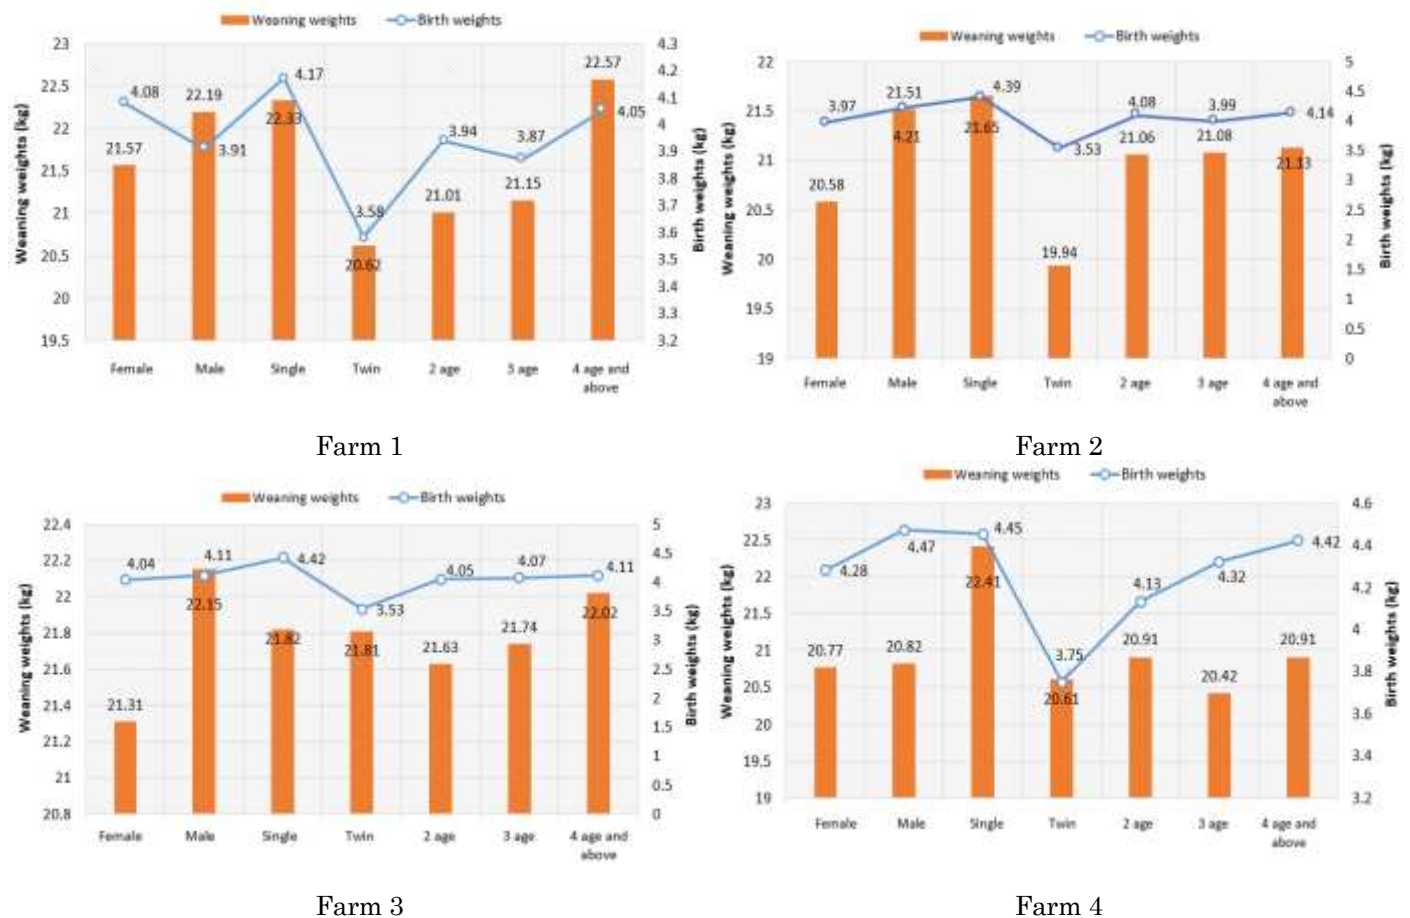 Weaning weights Birth weights
23
22.5
22
21.5
21
20.5
20
19.5
Weaning weights (kg)
4.3
4.2
4.1
4
3.9
3.8
3.7
3.6
3.5
3.4
3.3
3.2
Birth weights (kg)
21.57 22.19 22.33 20.62 21.01 21.15 22.57
4.08 3.91 4.17 3.58 3.94 3.87 4.05
Female Male Single Twin 2 age 3 age 4 age and
above
Farm 1
Weaning weights Birth weights
22
21.5
21
20.5
20
19.5
19
Weaning weights (kg)
5
4.5
4
3.5
3
2.5
2
1.5
1
0.5
0
Birth weights (kg)
20.58 21.51 21.65 19.94 21.06 21.08 21.13
3.97 4.21 4.39 3.53 4.08 3.99 4.14
Female Male Single Twin 2 age 3 age 4 age and
above
Farm 2
Weaning weights Birth weights
22.4
22.2
22
21.8
21.6
21.4
21.2
21
20.8
Weaning weights (kg)
5
4.5
4
3.5
3
2.5
2
1.5
1
0.5
0
Birth weights (kg)
21.31 22.15 21.82 21.81 21.63 21.74 22.02
4.04 4.11 4.42 3.53 4.05 4.07 4.11
Female Male Single Twin 2 age 3 age 4 age and
above
Farm 3
Weaning weights Birth weights
23
22.5
22
21.5
21
20.5
20
19.5
19
Weaning weights (kg)
4.6
4.4
4.2
4
3.8
3.6
3.4
3.2
Birth weights (kg)
20.77 20.82 22.41 20.61 20.91 20.42 20.91
4.28 4.47 4.45 3.75 4.13 4.32 4.42
Female Male Single Twin 2 age 3 age 4 age and
above
Farm 4